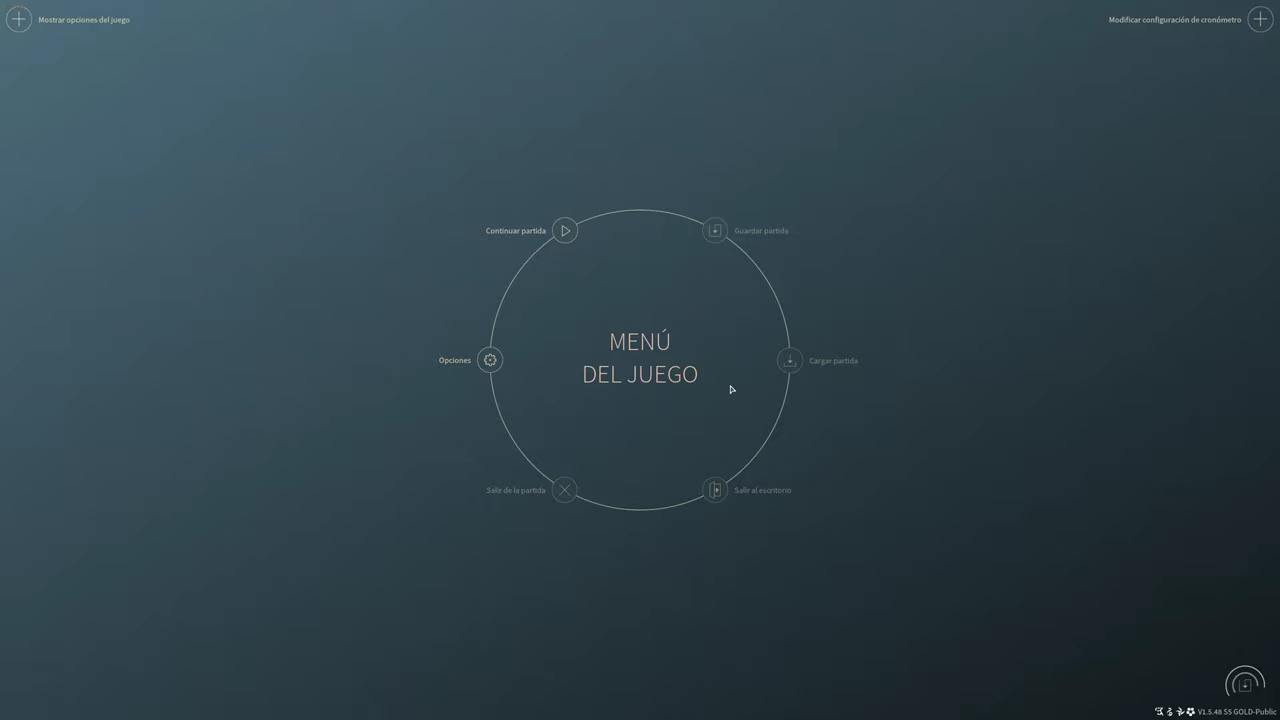 Mostrar opciones del juego
Modificar configuración de cronómetro
Continuar partida
Guardar partida
MENÚ
DEL JUEGO
Opciones
Cargar partida
Salir de la partida
Salir al escritorio
V1.5.48 S5 GOLD-Public